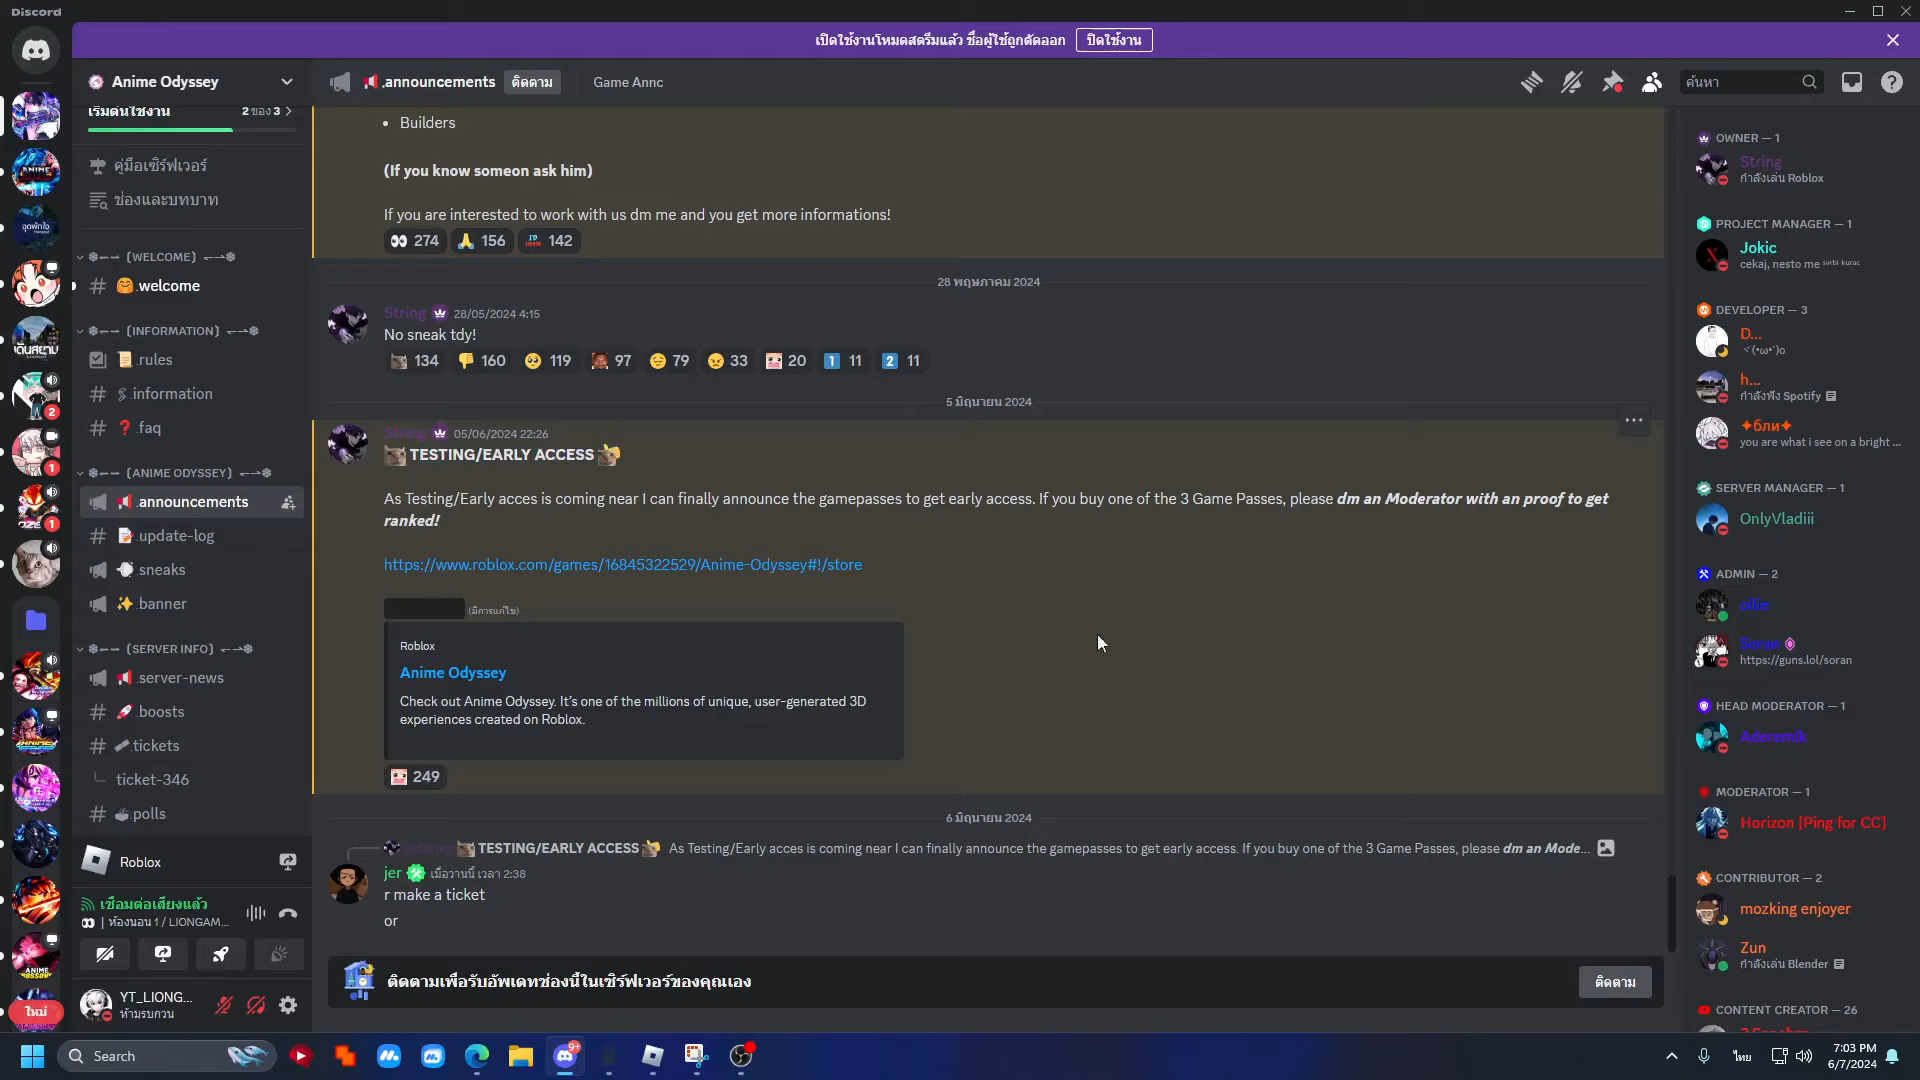 Discord
เปิดใช้งานโหมดสตรีมแล้ว ชื่อผู้ใช้ถูกตัดออก
ปิดใช้งาน
Anime Odyssey
เริ่มต้นใช้งาน
2 ของ 3
คู่มือเซิร์ฟเวอร์
ช่องและบทบาท
(WELCOME)
.welcome
(INFORMATION)
.rules
.information
.faq
(ANIME ODYSSEY)
.announcements
.update-log
.sneaks
.banner
(SERVER INFO)
.server-news
.boosts
.tickets
ticket-346
.polls
Roblox
เชื่อมต่อเสียงแล้ว
| ห้องนอน 1 / LIONGAM...
YT_LIONG...
ห้ามรบกวน
ใหม่
.announcements
ติดตาม
Game Annc
ค้นหา
Builders
(If you know someon ask him)
If you are interested to work with us dm me and you get more informations!
274 156 142
28 พฤษภาคม 2024
String 28/05/2024 4:15
No sneak tdy!
134 160 119 97 79 33 20 1 11 2 11
5 มิถุนายน 2024
String 05/06/2024 22:26
TESTING/EARLY ACCESS
As Testing/Early acces is coming near I can finally announce the gamepasses to get early access. If you buy one of the 3 Game Passes, please dm an Moderator with an proof to get
ranked!
https://www.roblox.com/games/16845322529/Anime-Odyssey#!/store
(มีการแก้ไข)
Roblox
Anime Odyssey
Check out Anime Odyssey. It's one of the millions of unique, user-generated 3D
experiences created on Roblox.
249
6 มิถุนายน 2024
@String TESTING/EARLY ACCESS As Testing/Early acces is coming near I can finally announce the gamepasses to get early access. If you buy one of the 3 Game Passes, please dm an Mode...
jer เมื่อวานนี้ เวลา 2:38
r make a ticket
or
ติดตามเพื่อรับอัพเดทช่องนี้ในเซิร์ฟเวอร์ของคุณเอง
ติดตาม
OWNER — 1
String
กำลังเล่น Roblox
PROJECT MANAGER — 1
Jokic
cekaj, nesto me svrbi kurac
DEVELOPER — 3
D...
h...
กำลังฟัง Spotify
✦бли✦
you are what i see on a bright ...
SERVER MANAGER — 1
OnlyVladiii
ADMIN — 2
ollie
https://guns.lol/soran
HEAD MODERATOR — 1
Aderemik
MODERATOR — 1
Horizon [Ping for CC]
CONTRIBUTOR — 2
mozking enjoyer
Zun
กำลังเล่น Blender
CONTENT CREATOR — 26
Search
9+
ไทย
7:03 PM
6/7/2024